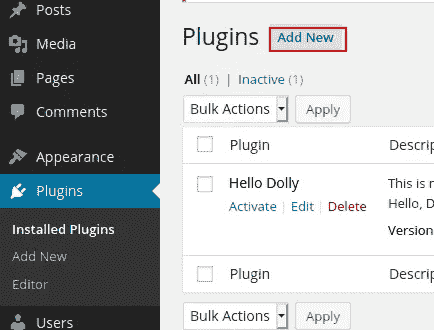 Posts
Media
Pages
Comments
Appearance
Plugins
Installed Plugins
Add New
Editor
Users
Plugins Add New
All (1) | Inactive (1)
Bulk Actions Apply
Plugin Descrip
Hello Dolly This is n
Activate | Edit | Delete Hello, D
Version
Plugin Descrip
Bulk Actions Apply